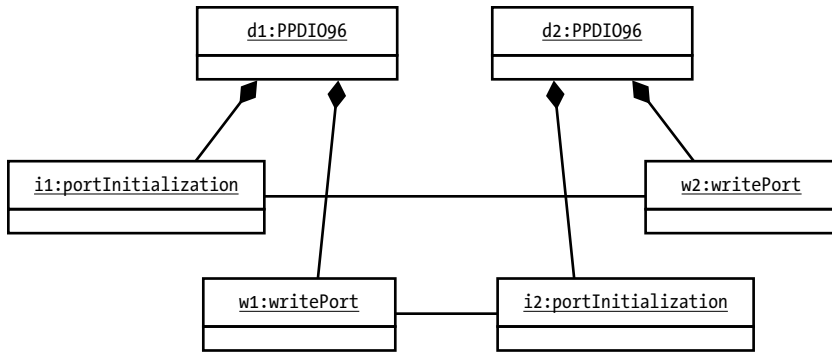 d1:PPDIO96
d2:PPDIO96
i1:portInitialization
w2:writePort
w1:writePort
i2:portInitialization